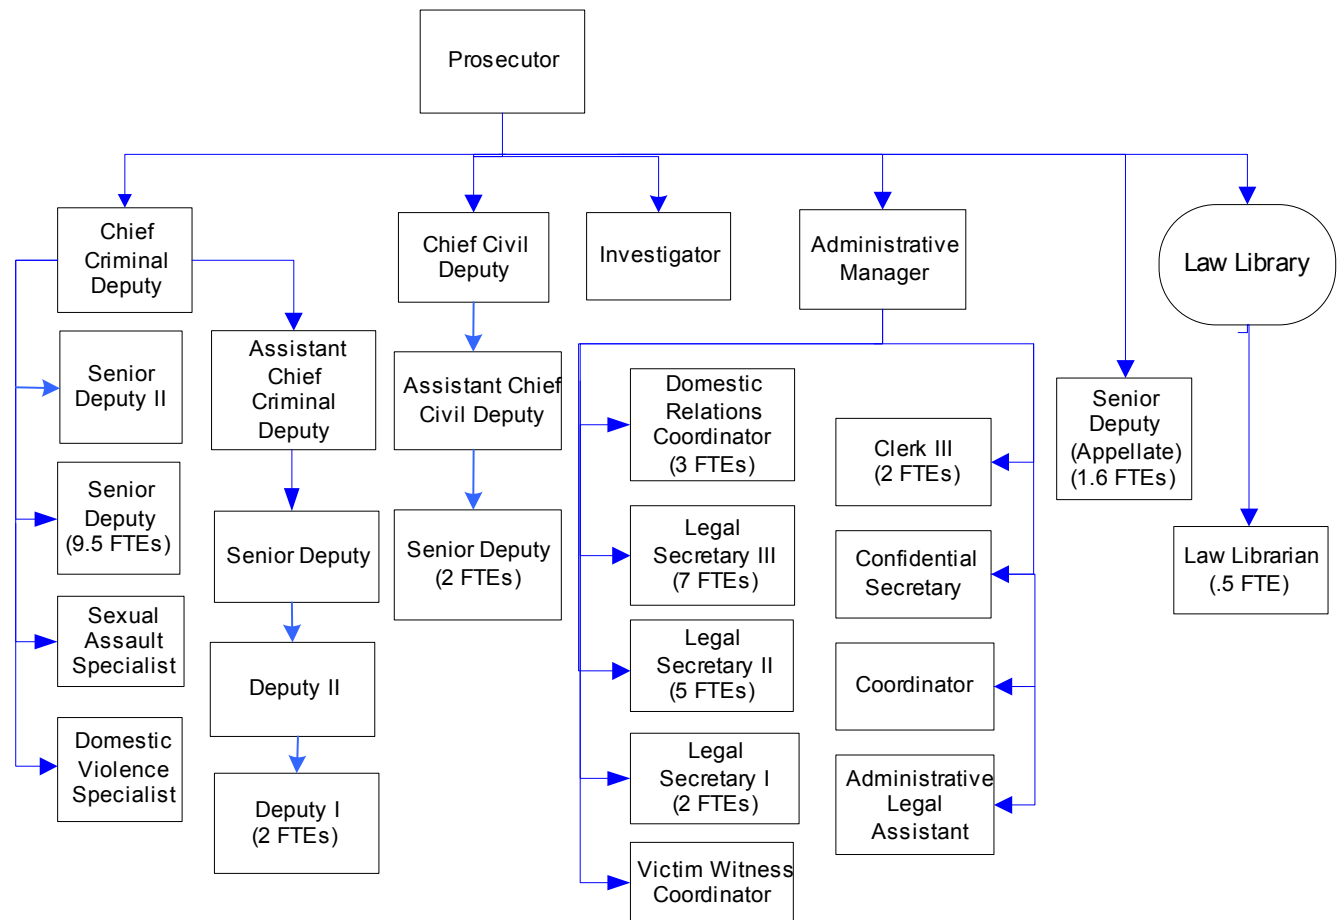 Prosecutor
Chief
Criminal
Deputy
Chief Civil
Deputy
Investigator
Administrative
Manager
Law Library
Senior
Deputy II
Assistant
Chief
Criminal
Deputy
Assistant Chief
Civil Deputy
Domestic
Relations
Coordinator
(3 FTEs)
Clerk III
(2 FTEs)
Senior
Deputy
(Appellate)
(1.6 FTEs)
Senior
Deputy
(9.5 FTEs)
Senior Deputy
Senior Deputy
(2 FTEs)
Legal
Secretary III
(7 FTEs)
Confidential
Secretary
Law Librarian
(.5 FTE)
Sexual
Assault
Specialist
Deputy II
Legal
Secretary II
(5 FTEs)
Coordinator
Domestic
Violence
Specialist
Deputy I
(2 FTEs)
Legal
Secretary I
(2 FTEs)
Administrative
Legal
Assistant
Victim Witness
Coordinator